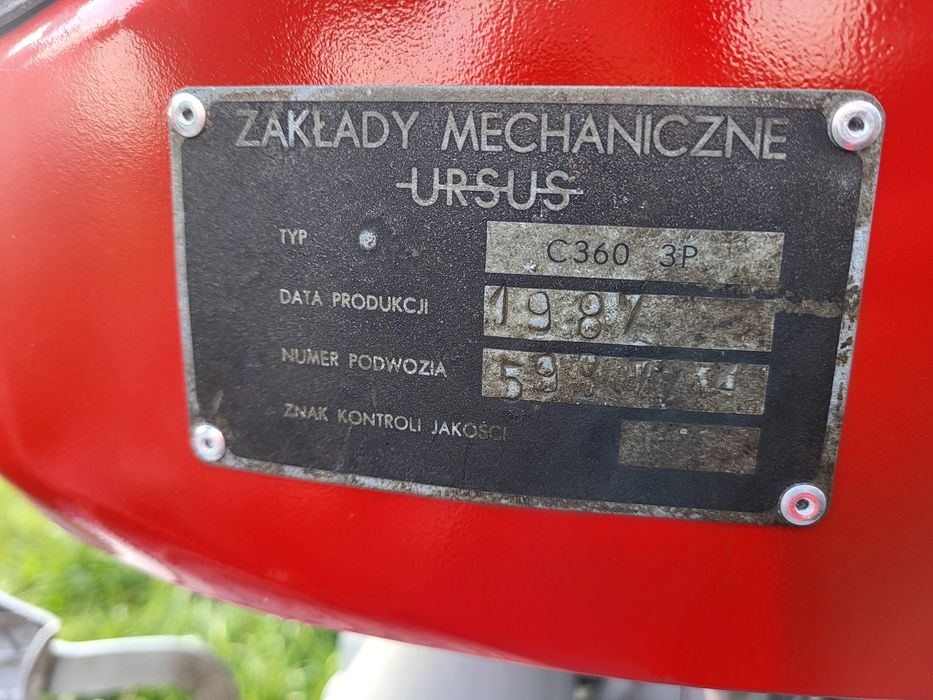 ZAKŁADY MECHANICZNE
URSUS
TYP C360 3P
DATA PRODUKCJI 1987
NUMER PODWOZIA
ZNAK KONTROLI JAKOŚCI